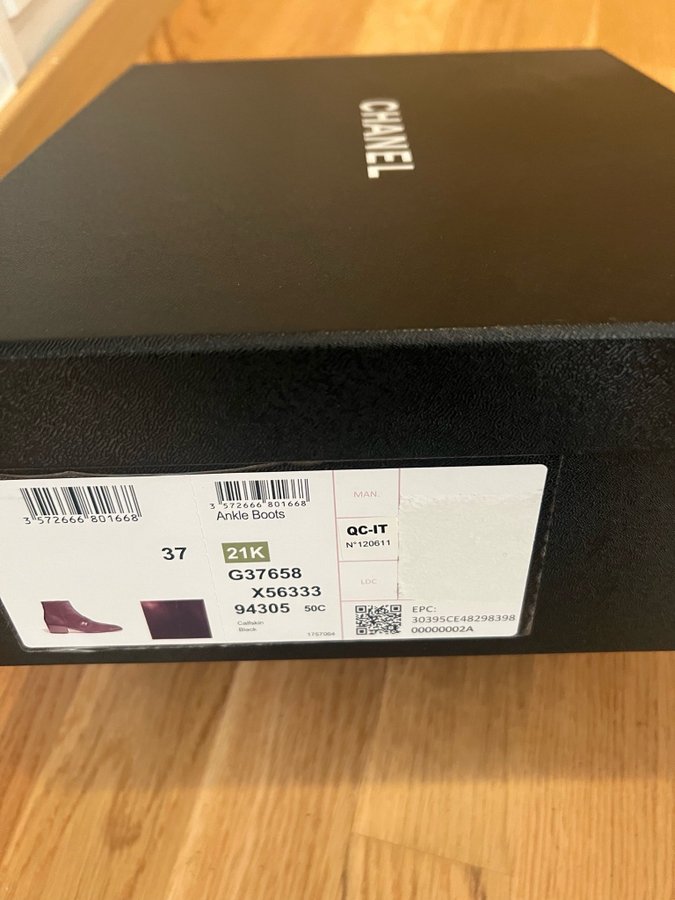 CHANEL
3 572666 801668
37
3 572666 801668
Ankle Boots
21K
G37658
X56333
94305 50C
Calfskin
Black
1757004
MAN.
QC-IT
N°120611
LDC
EPC:
30395CE48298398
00000002A